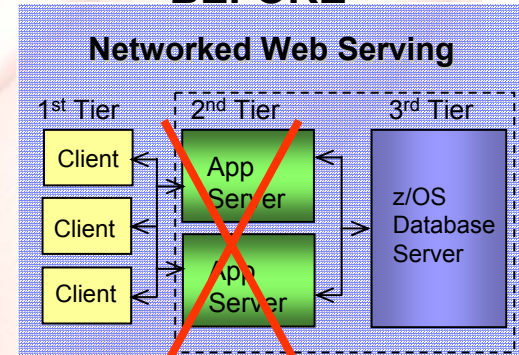 BEFORE
Networked Web Serving
1st Tier
2nd Tier
3rd Tier
Client
Client
Client
App
Server
App
Server
z/OS
Database
Server